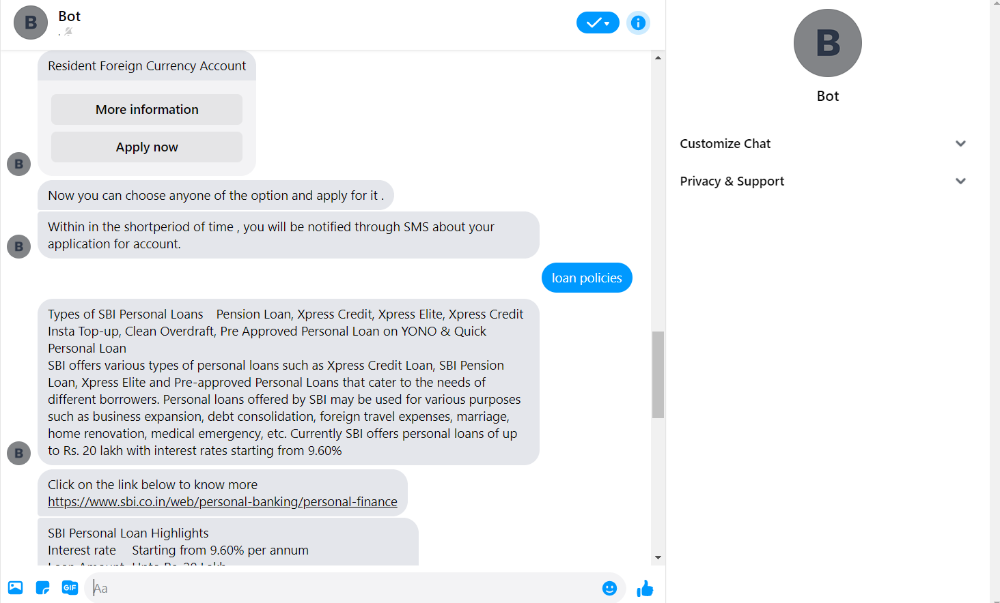 B
Bot
.
Resident Foreign Currency Account
More information
Apply now
B
Now you can choose anyone of the option and apply for it .
Within in the shortperiod of time , you will be notified through SMS about your
application for account.
B
loan policies
Types of SBI Personal Loans    Pension Loan, Xpress Credit, Xpress Elite, Xpress Credit
Insta Top-up, Clean Overdraft, Pre Approved Personal Loan on YONO & Quick
Personal Loan
SBI offers various types of personal loans such as Xpress Credit Loan, SBI Pension
Loan, Xpress Elite and Pre-approved Personal Loans that cater to the needs of
different borrowers. Personal loans offered by SBI may be used for various purposes
such as business expansion, debt consolidation, foreign travel expenses, marriage,
home renovation, medical emergency, etc. Currently SBI offers personal loans of up
to Rs. 20 lakh with interest rates starting from 9.60%
B
Click on the link below to know more
https://www.sbi.co.in/web/personal-banking/personal-finance
SBI Personal Loan Highlights
Interest rate    Starting from 9.60% per annum
Loan Amount  Upto Rs. 20 Lakh
GIF
Aa
B
Bot
Customize Chat
Privacy & Support